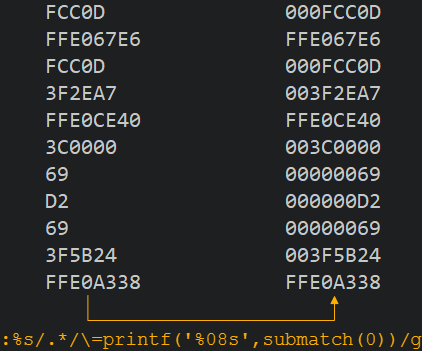 FCC0D 000FCC0D
FFE067E6 FFE067E6
FCC0D 000FCC0D
3F2EA7 003F2EA7
FFE0CE40 FFE0CE40
3C0000 003C0000
69 00000069
D2 000000D2
69 00000069
3F5B24 003F5B24
FFE0A338 FFE0A338
:%s/.*/\=printf('%08s',submatch(0))/g